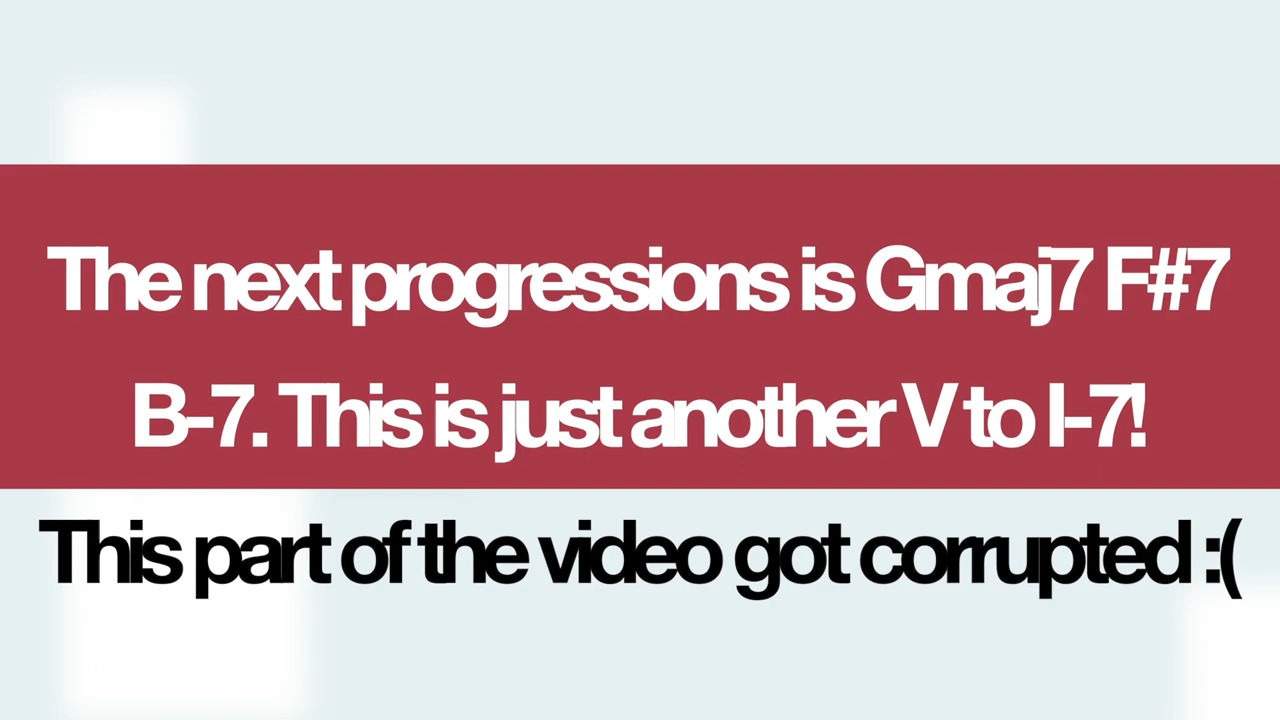 The next progressions is Gmaj7 F#7
B-7. This is just another V to I-7!
This part of the video got corrupted :(